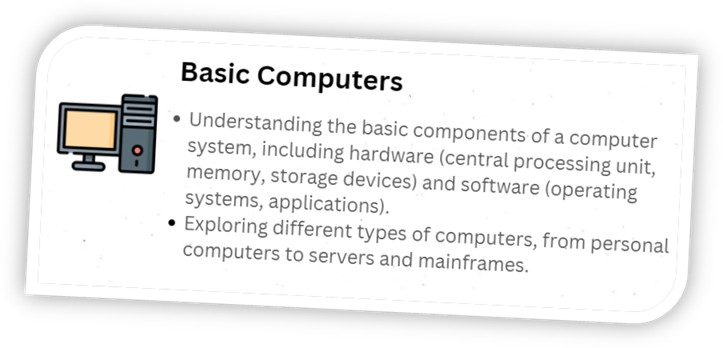 Basic Computers
• Understanding the basic components of a computer
system, including hardware (central processing unit,
memory, storage devices) and software (operating
systems, applications).
• Exploring different types of computers, from personal
computers to servers and mainframes.